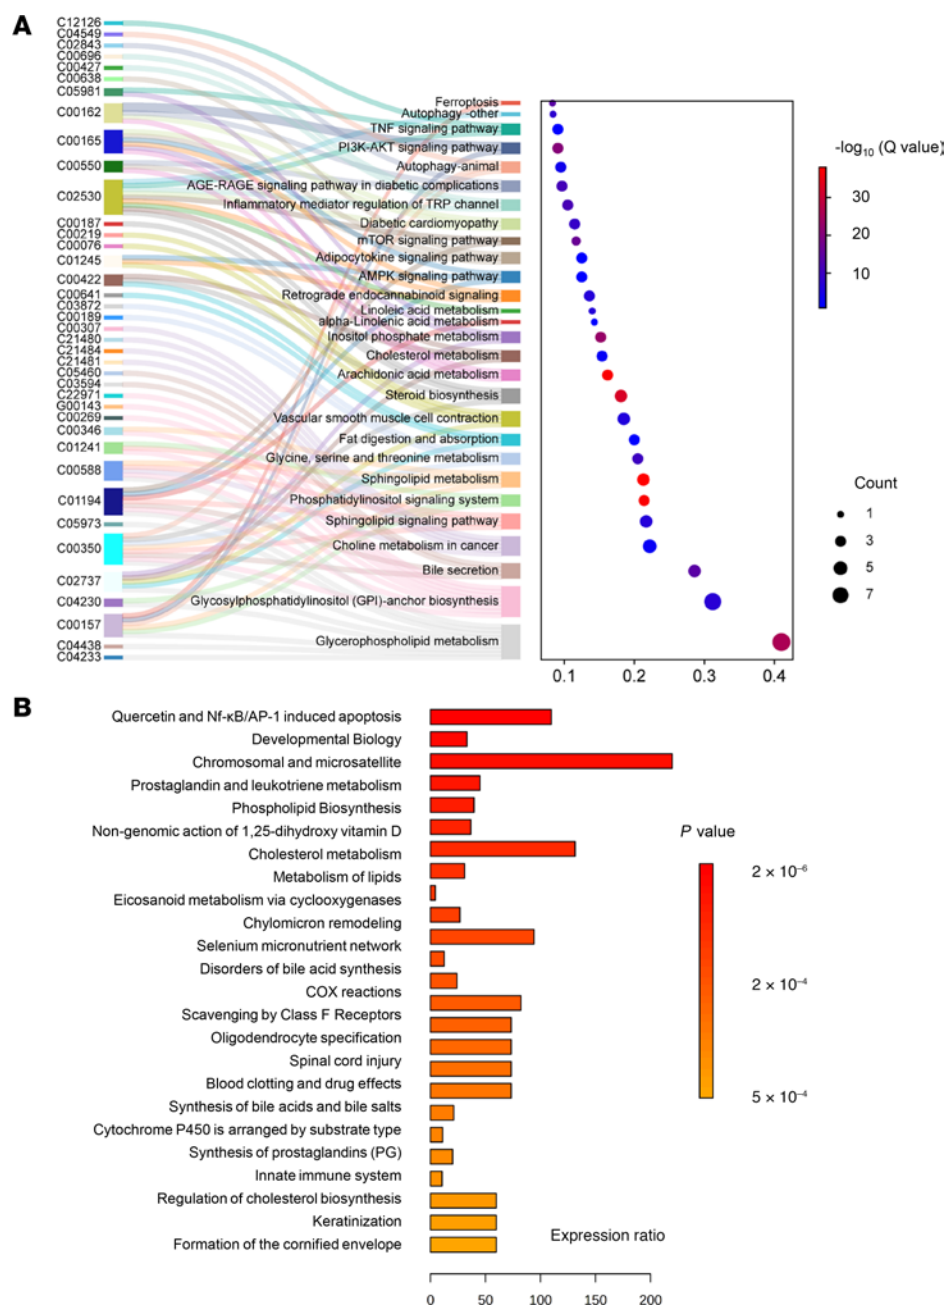 A
C12126
C04549
C02843
C00696
C00427
C00638
C05981
C00162
C00165
C00550
C02530
C00187
C00219
C00076
C01245
C00422
C00641
C03872
C00189
C00307
C21480
C21484
C21481
C05460
C03594
C22971
G00143
C00269
C00346
C01241
C00588
C01194
C05973
C00350
C02737
C04230
C00157
C04438
C04233
Ferroptosis
Autophagy -other
TNF signaling pathway
PI3K-AKT signaling pathway
Autophagy-animal
AGE-RAGE signaling pathway in diabetic complications
Inflammatory mediator regulation of TRP channel
Diabetic cardiomyopathy
mTOR signaling pathway
Adipocytokine signaling pathway
AMPK signaling pathway
Retrograde endocannabinoid signaling
Linoleic acid metabolism
alpha-Linolenic acid metabolism
Inositol phosphate metabolism
Cholesterol metabolism
Arachidonic acid metabolism
Steroid biosynthesis
Vascular smooth muscle cell contraction
Fat digestion and absorption
Glycine, serine and threonine metabolism
Sphingolipid metabolism
Phosphatidylinositol signaling system
Sphingolipid signaling pathway
Choline metabolism in cancer
Bile secretion
Glycosylphosphatidylinositol (GPI)-anchor biosynthesis
Glycerophospholipid metabolism
0.1 0.2 0.3 0.4
-log10 (Q value)
30
20
10
Count
1
3
5
7
B
Quercetin and Nf-κB/AP-1 induced apoptosis
Developmental Biology
Chromosomal and microsatellite
Prostaglandin and leukotriene metabolism
Phospholipid Biosynthesis
Non-genomic action of 1,25-dihydroxy vitamin D
Cholesterol metabolism
Metabolism of lipids
Eicosanoid metabolism via cyclooxygenases
Chylomicron remodeling
Selenium micronutrient network
Disorders of bile acid synthesis
COX reactions
Scavenging by Class F Receptors
Oligodendrocyte specification
Spinal cord injury
Blood clotting and drug effects
Synthesis of bile acids and bile salts
Cytochrome P450 is arranged by substrate type
Synthesis of prostaglandins (PG)
Innate immune system
Regulation of cholesterol biosynthesis
Keratinization
Formation of the cornified envelope
P value
2 × 10⁻⁶
2 × 10⁻⁴
5 × 10⁻⁴
Expression ratio
0 50 100 150 200